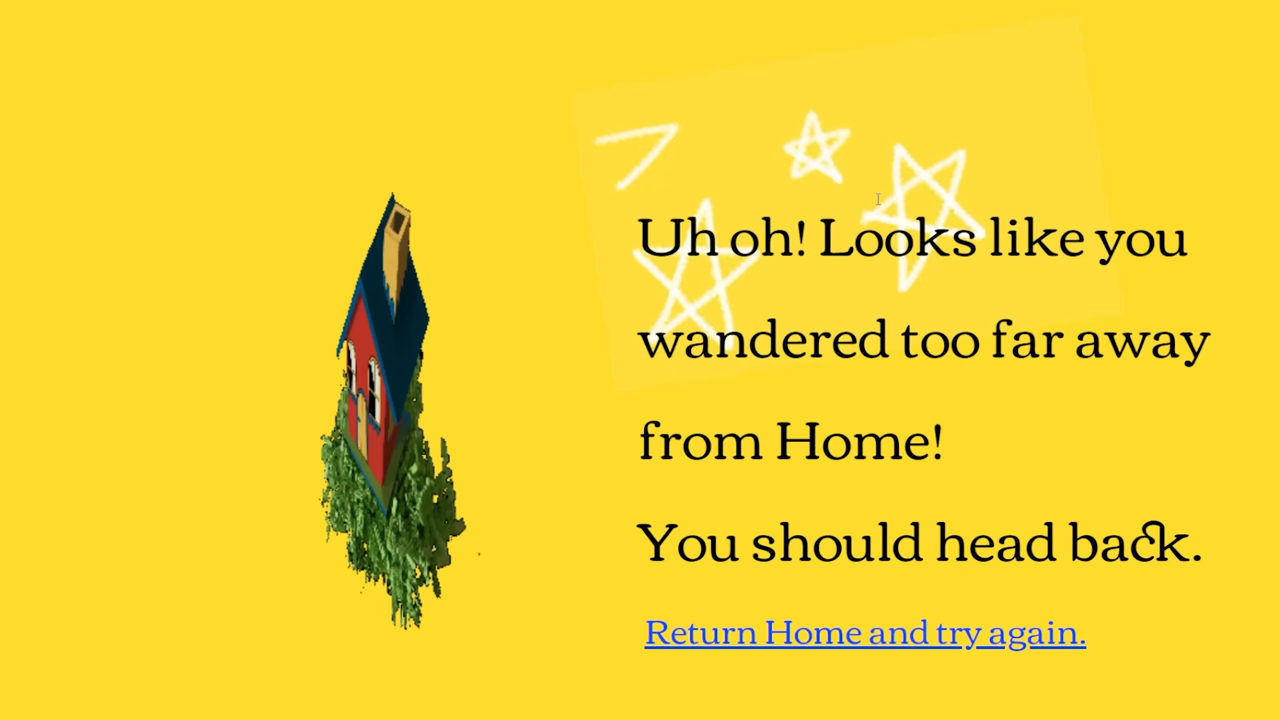 Uh oh! Looks like you
wandered too far away
from Home!
You should head back.
Return Home and try again.